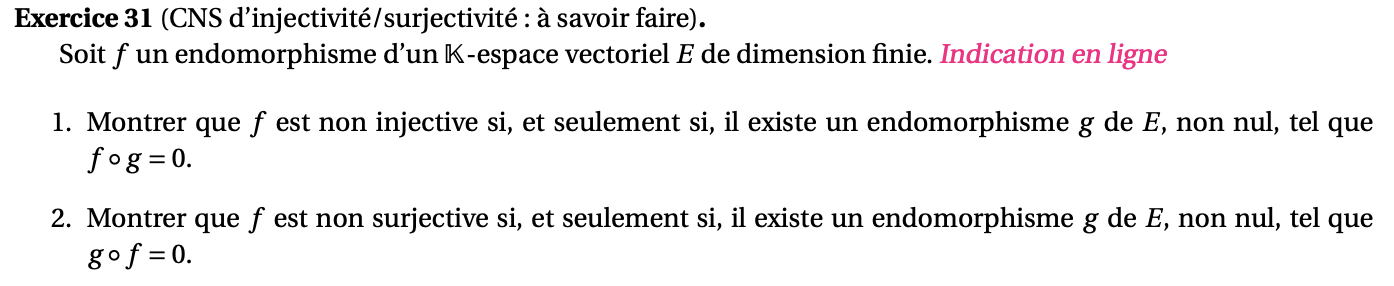 Exercice 31 (CNS d’injectivité/surjectivité : à savoir faire).
Soit f un endomorphisme d’un 𝕂-espace vectoriel E de dimension finie. Indication en ligne
1. Montrer que f est non injective si, et seulement si, il existe un endomorphisme g de E, non nul, tel que
f ∘ g = 0.
2. Montrer que f est non surjective si, et seulement si, il existe un endomorphisme g de E, non nul, tel que
g ∘ f = 0.